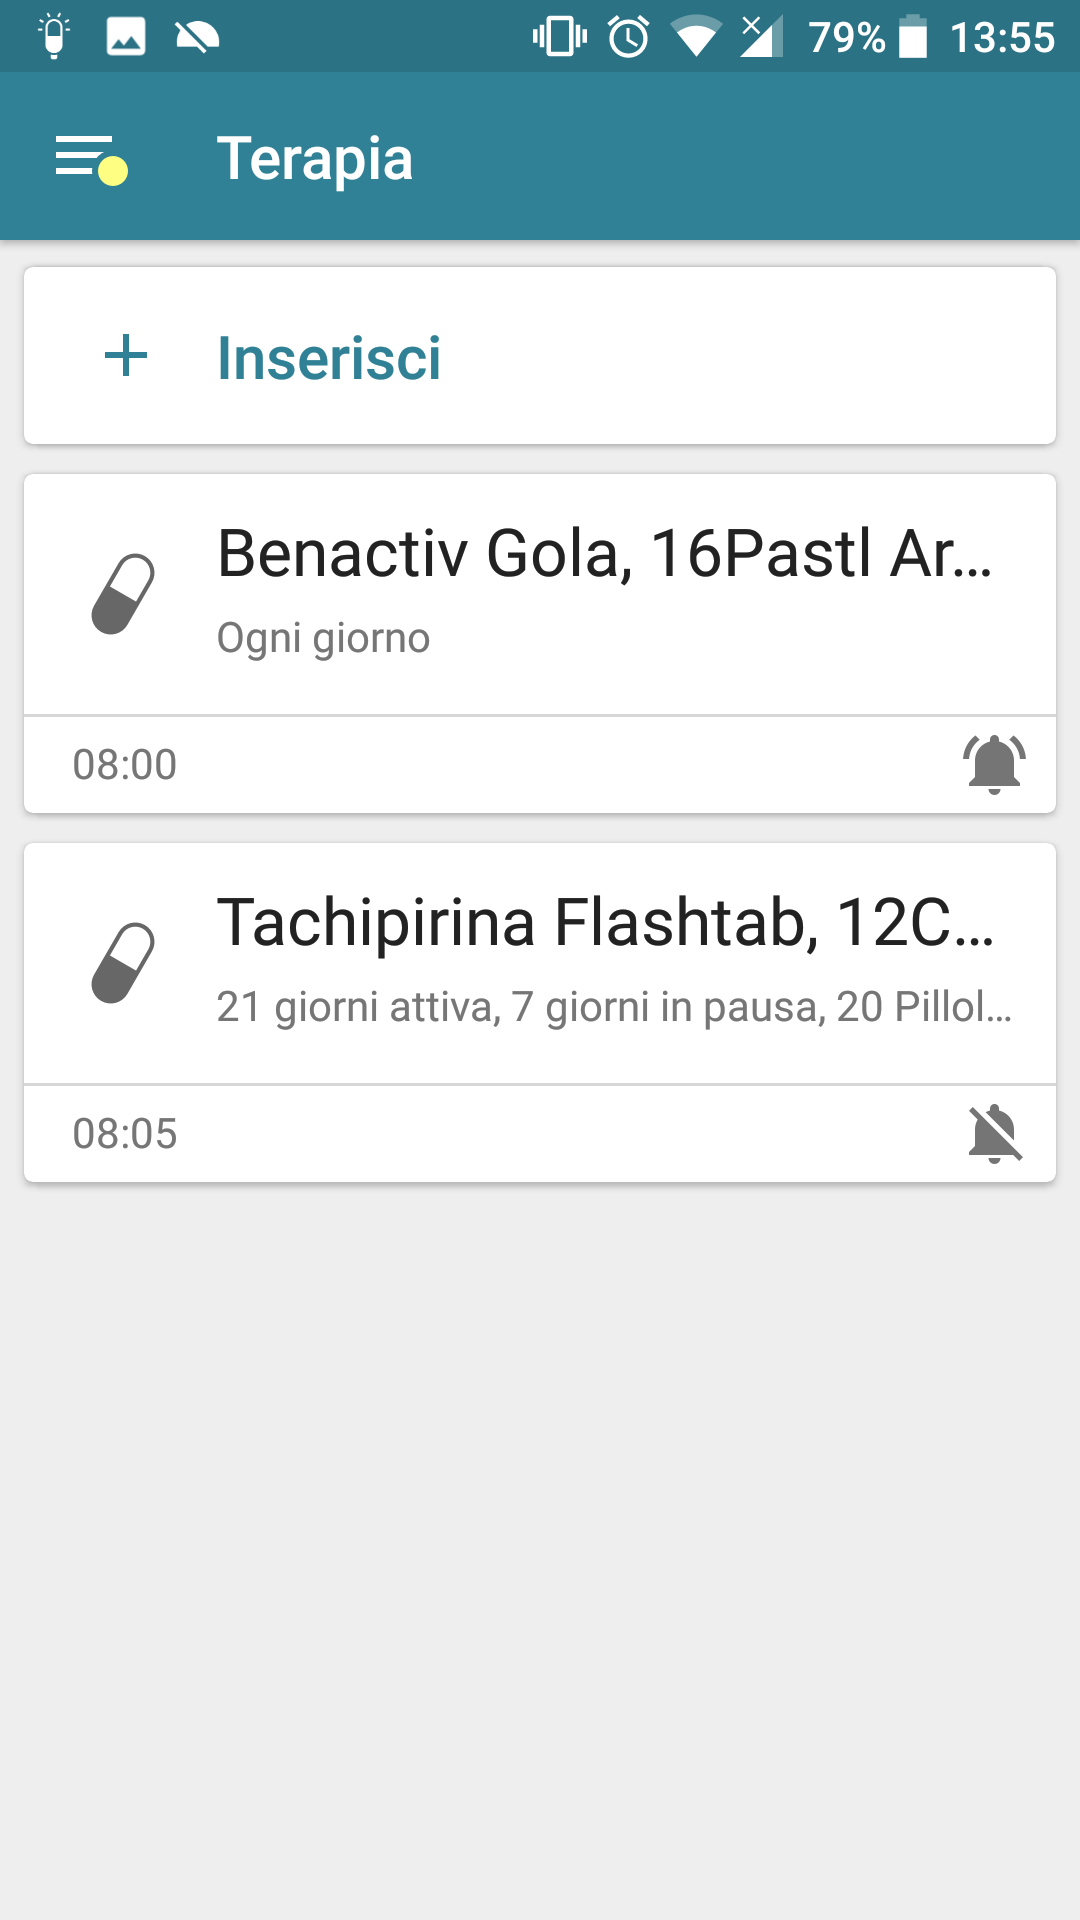 79% 13:55
Terapia
Inserisci
Benactiv Gola, 16Pastl Ar...
Ogni giorno
08:00
Tachipirina Flashtab, 12C...
21 giorni attiva, 7 giorni in pausa, 20 Pillol...
08:05